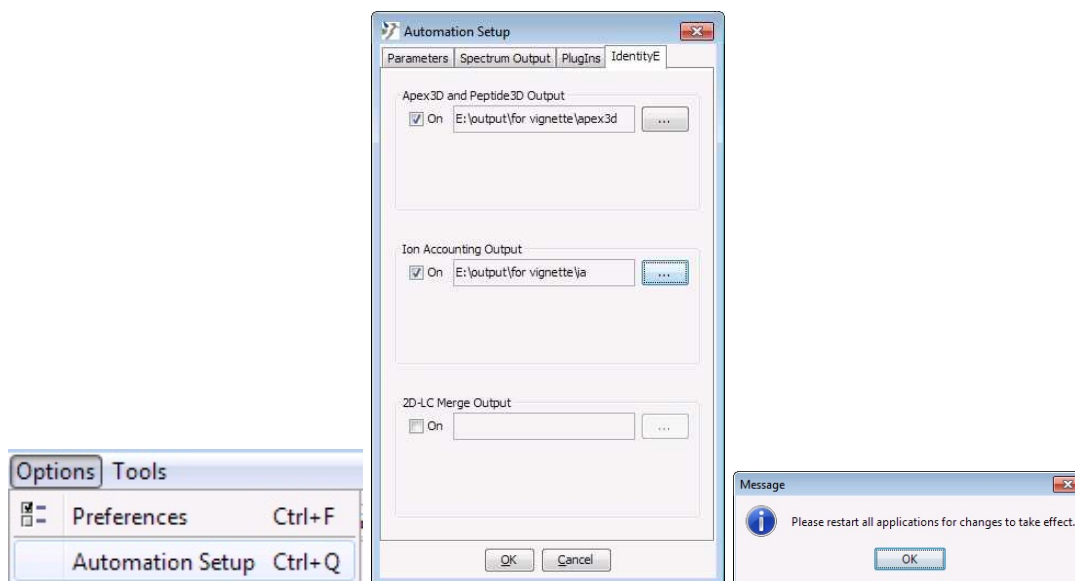 Options Tools
Preferences Ctrl+F
Automation Setup Ctrl+Q
Automation Setup
Parameters Spectrum Output PlugIns IdentityE
Apex3D and Peptide3D Output
On E:\output\for vignette\apex3d ...
Ion Accounting Output
On E:\output\for vignette\ia ...
2D-LC Merge Output
On ...
OK Cancel
Message
Please restart all applications for changes to take effect.
OK